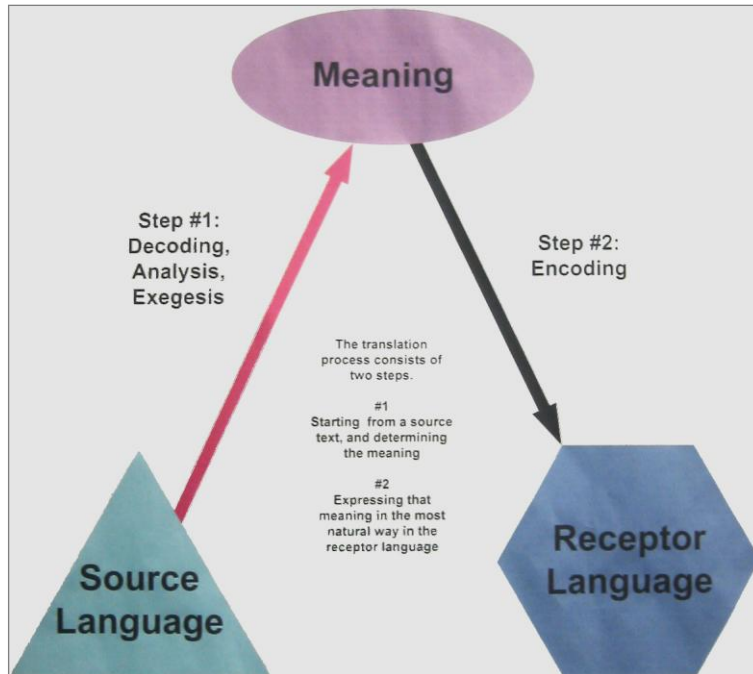 Meaning
Step #1:
Decoding,
Analysis,
Exegesis
Step #2:
Encoding
The translation
process consists of
two steps.
#1
Starting from a source
text, and determining
the meaning
#2
Expressing that
meaning in the most
natural way in the
receptor language
Source
Language
Receptor
Language